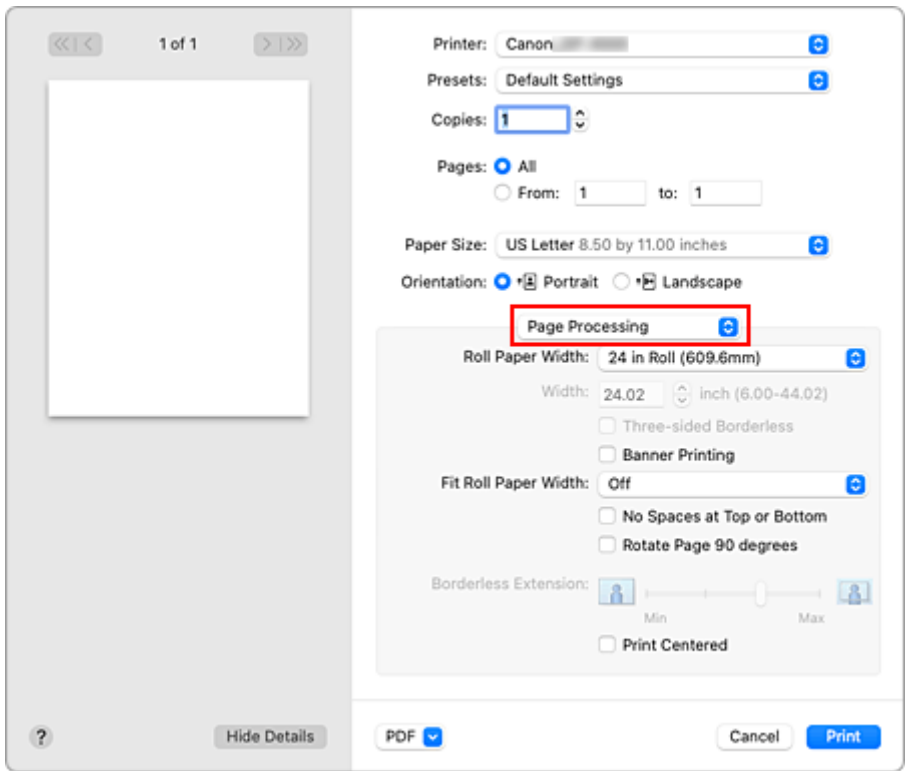 1 of 1
Printer: Canon
Presets: Default Settings
Copies: 1
Pages: All
From: 1 to: 1
Paper Size: US Letter 8.50 by 11.00 inches
Orientation: Portrait Landscape
Page Processing
Roll Paper Width: 24 in Roll (609.6mm)
Width: 24.02 inch (6.00-44.02)
Three-sided Borderless
Banner Printing
Fit Roll Paper Width: Off
No Spaces at Top or Bottom
Rotate Page 90 degrees
Borderless Extension:
Min Max
Print Centered
? Hide Details PDF Cancel Print